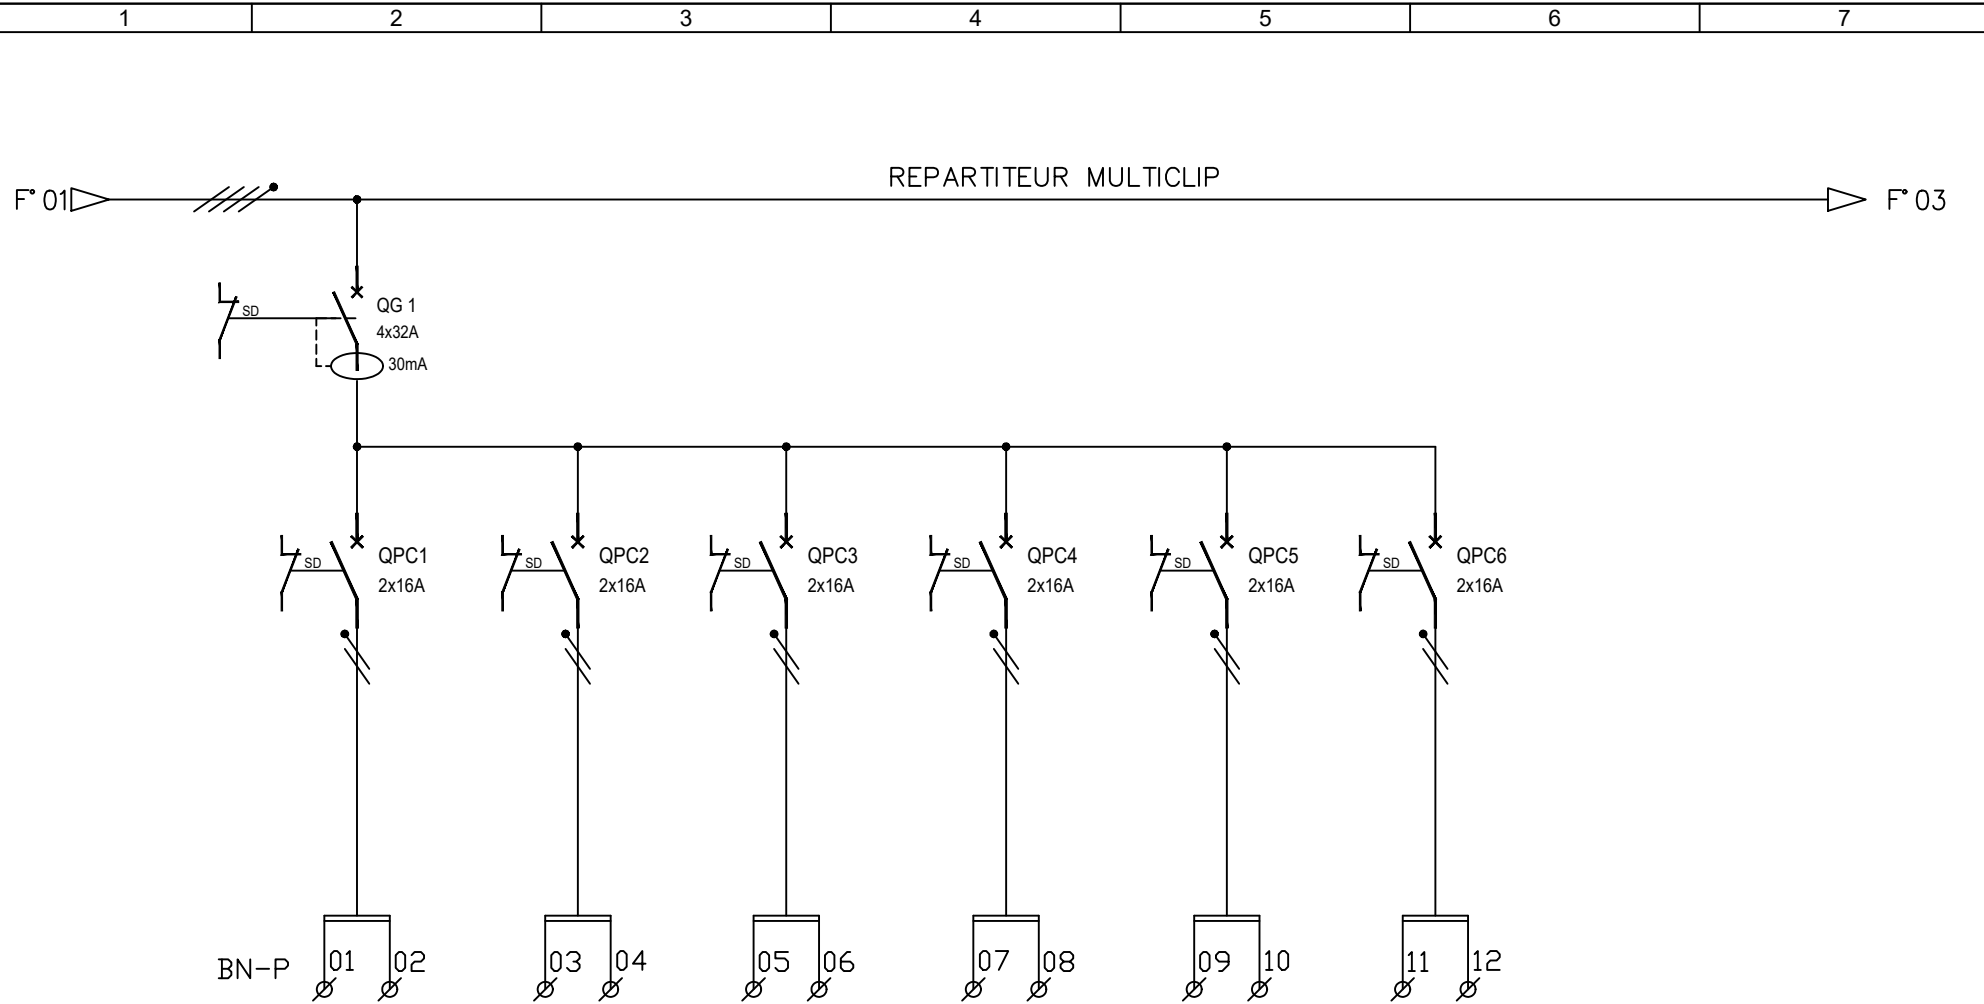 1 2 3 4 5 6 7
REPARTITEUR MULTICLIP
F° 01 F° 03
SD QG 1
4x32A
30mA
QPC1 QPC2 QPC3 QPC4 QPC5 QPC6
SD SD SD SD SD SD
2x16A 2x16A 2x16A 2x16A 2x16A 2x16A
BN-P 01 02 03 04 05 06 07 08 09 10 11 12